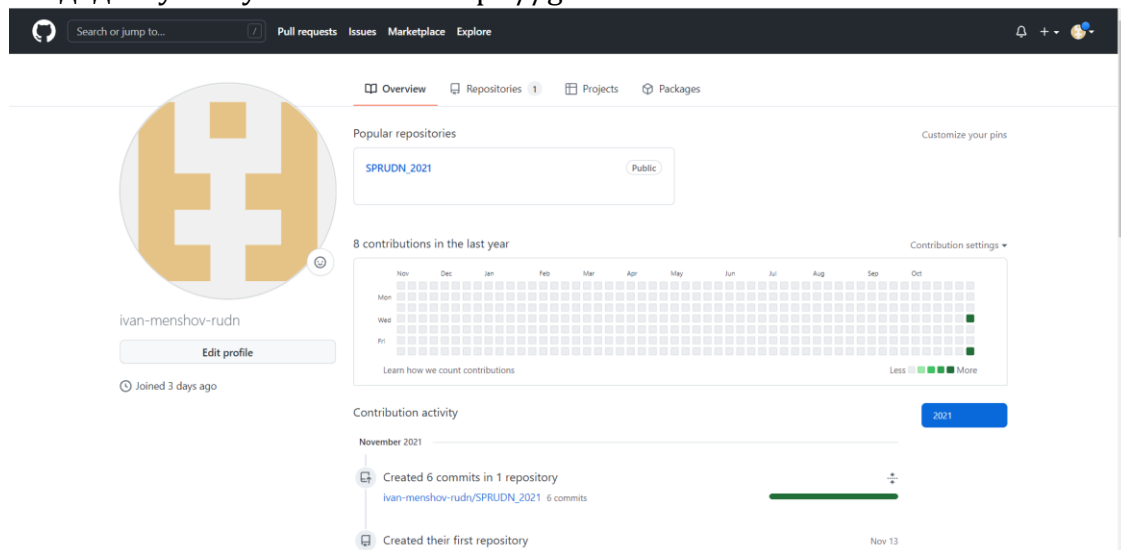 Search or jump to... / Pull requests Issues Marketplace Explore
Overview Repositories 1 Projects Packages
Popular repositories Customize your pins
SPRUDN_2021 Public
8 contributions in the last year Contribution settings
Nov Dec Jan Feb Mar Apr May Jun Jul Aug Sep Oct
Mon
Wed
Fri
Learn how we count contributions Less More
ivan-menshov-rudn
Edit profile
Joined 3 days ago
Contribution activity 2021
November 2021
Created 6 commits in 1 repository
ivan-menshov-rudn/SPRUDN_2021 6 commits
Created their first repository Nov 13